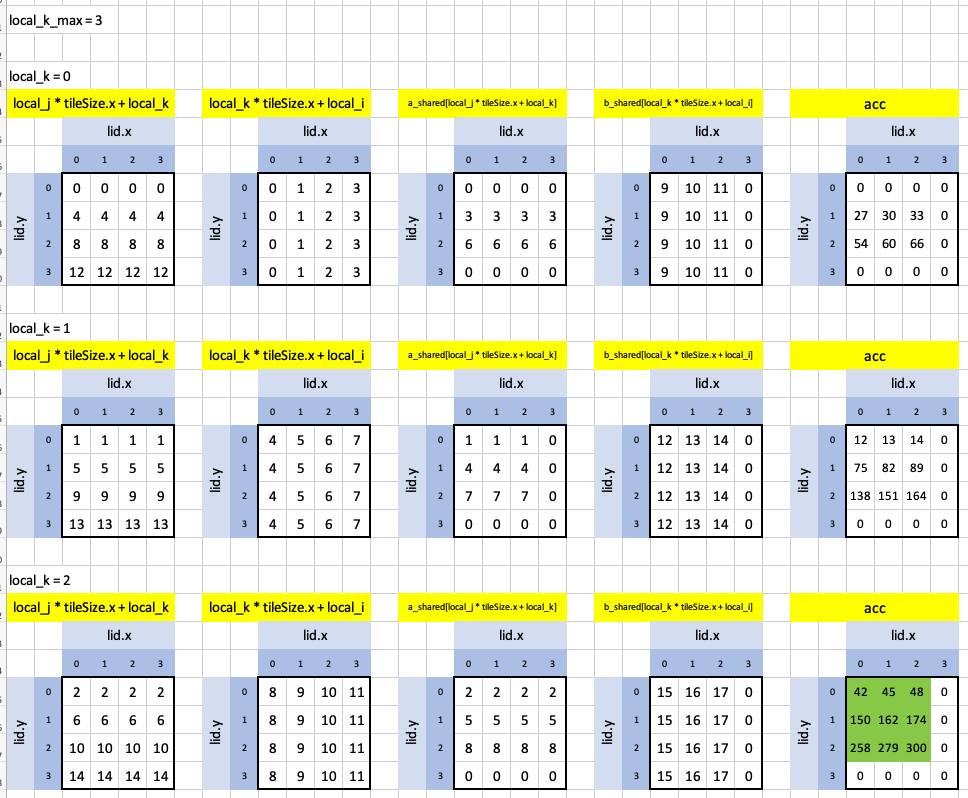 local_k_max = 3
local_k = 0
local_j * tileSize.x + local_k local_k * tileSize.x + local_i a_shared[local_j * tileSize.x + local_k] b_shared[local_k * tileSize.x + local_i] acc
lid.x lid.x lid.x lid.x lid.x
0 1 2 3 0 1 2 3 0 1 2 3 0 1 2 3 0 1 2 3
lid.y lid.y lid.y lid.y lid.y
0 0 0 0 0 0 0 1 2 3 0 0 0 0 0 0 9 10 11 0 0 0 0 0 0
1 4 4 4 4 1 0 1 2 3 1 3 3 3 3 1 9 10 11 0 1 27 30 33 0
2 8 8 8 8 2 0 1 2 3 2 6 6 6 6 2 9 10 11 0 2 54 60 66 0
3 12 12 12 12 3 0 1 2 3 3 0 0 0 0 3 9 10 11 0 3 0 0 0 0
local_k = 1
local_j * tileSize.x + local_k local_k * tileSize.x + local_i a_shared[local_j * tileSize.x + local_k] b_shared[local_k * tileSize.x + local_i] acc
lid.x lid.x lid.x lid.x lid.x
0 1 2 3 0 1 2 3 0 1 2 3 0 1 2 3 0 1 2 3
lid.y lid.y lid.y lid.y lid.y
0 1 1 1 1 0 4 5 6 7 0 1 1 1 0 0 12 13 14 0 0 12 13 14 0
1 5 5 5 5 1 4 5 6 7 1 4 4 4 0 1 12 13 14 0 1 75 82 89 0
2 9 9 9 9 2 4 5 6 7 2 7 7 7 0 2 12 13 14 0 2 138 151 164 0
3 13 13 13 13 3 4 5 6 7 3 0 0 0 0 3 12 13 14 0 3 0 0 0 0
local_k = 2
local_j * tileSize.x + local_k local_k * tileSize.x + local_i a_shared[local_j * tileSize.x + local_k] b_shared[local_k * tileSize.x + local_i] acc
lid.x lid.x lid.x lid.x lid.x
0 1 2 3 0 1 2 3 0 1 2 3 0 1 2 3 0 1 2 3
lid.y lid.y lid.y lid.y lid.y
0 2 2 2 2 0 8 9 10 11 0 2 2 2 2 0 15 16 17 0 0 42 45 48 0
1 6 6 6 6 1 8 9 10 11 1 5 5 5 5 1 15 16 17 0 1 150 162 174 0
2 10 10 10 10 2 8 9 10 11 2 8 8 8 8 2 15 16 17 0 2 258 279 300 0
3 14 14 14 14 3 8 9 10 11 3 0 0 0 0 3 15 16 17 0 3 0 0 0 0